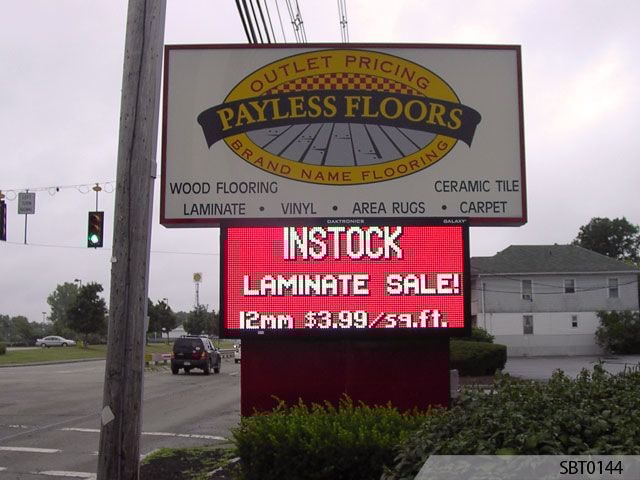 OUTLET PRICING
PAYLESS FLOORS
BRAND NAME FLOORING
WOOD FLOORING
CERAMIC TILE
LAMINATE • VINYL • AREA RUGS • CARPET
DAKTRONICS GALAXY
INSTOCK
LAMINATE SALE!
12mm $3.99/sq.ft.
SBT0144